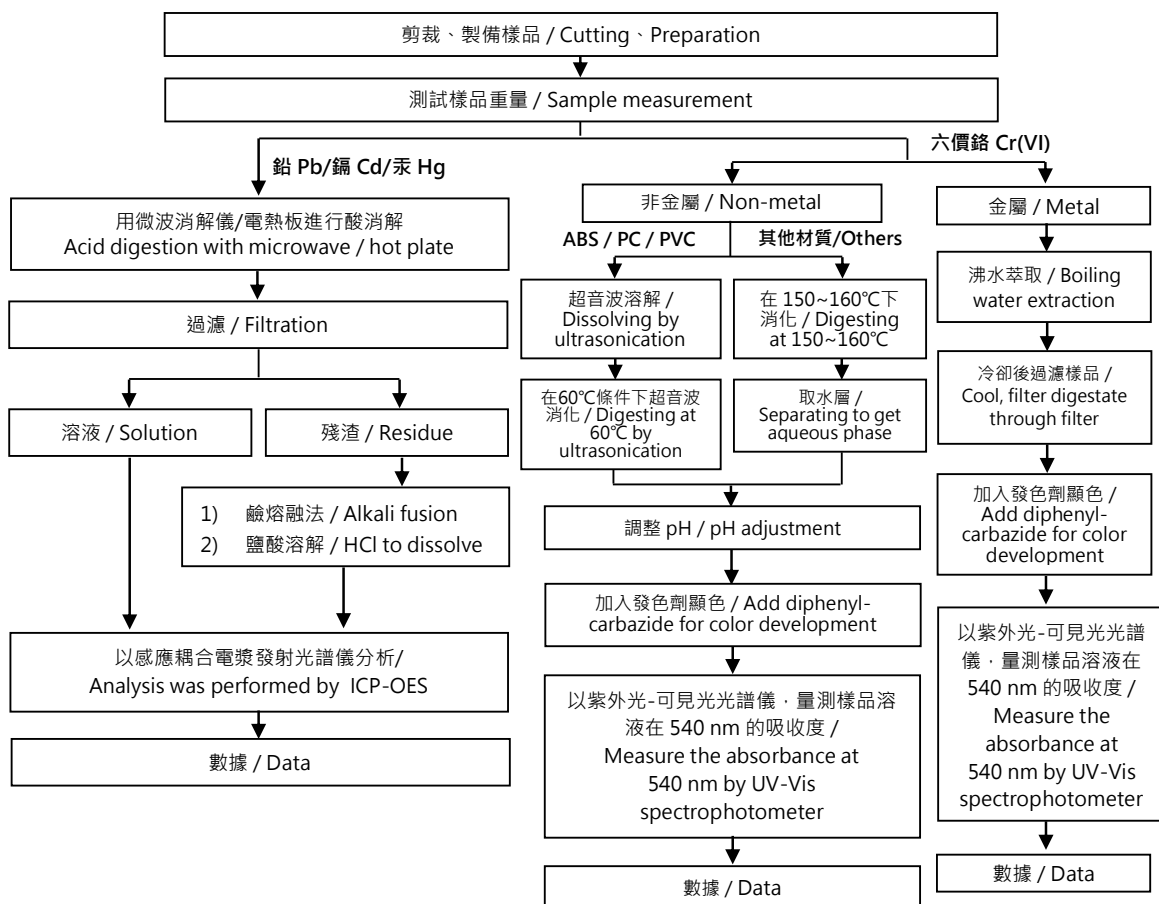 剪裁、製備樣品 / Cutting、Preparation
測試樣品重量 / Sample measurement
鉛 Pb/鎘 Cd/汞 Hg
六價鉻 Cr(VI)
用微波消解儀/電熱板進行酸消解
Acid digestion with microwave / hot plate
過濾 / Filtration
溶液 / Solution
殘渣 / Residue
1) 鹼熔融法 / Alkali fusion
2) 鹽酸溶解 / HCl to dissolve
以感應耦合電漿發射光譜儀分析/
Analysis was performed by ICP-OES
數據 / Data
非金屬 / Non-metal
ABS / PC / PVC
其他材質/Others
超音波溶解 /
Dissolving by
ultrasonication
在60℃條件下超音波
消化 / Digesting at
60℃ by
ultrasonication
在 150~160℃下
消化 / Digesting
at 150~160℃
取水層 /
Separating to get
aqueous phase
調整 pH / pH adjustment
加入發色劑顯色 / Add diphenyl-
carbazide for color development
以紫外光-可見光光譜儀，量測樣品溶
液在 540 nm 的吸收度 /
Measure the absorbance at
540 nm by UV-Vis
spectrophotometer
數據 / Data
金屬 / Metal
沸水萃取 / Boiling
water extraction
冷卻後過濾樣品 /
Cool, filter digestate
through filter
加入發色劑顯色 /
Add diphenyl-
carbazide for color
development
以紫外光-可見光光譜
儀，量測樣品溶液在
540 nm 的吸收度 /
Measure the
absorbance at
540 nm by UV-Vis
spectrophotometer
數據 / Data